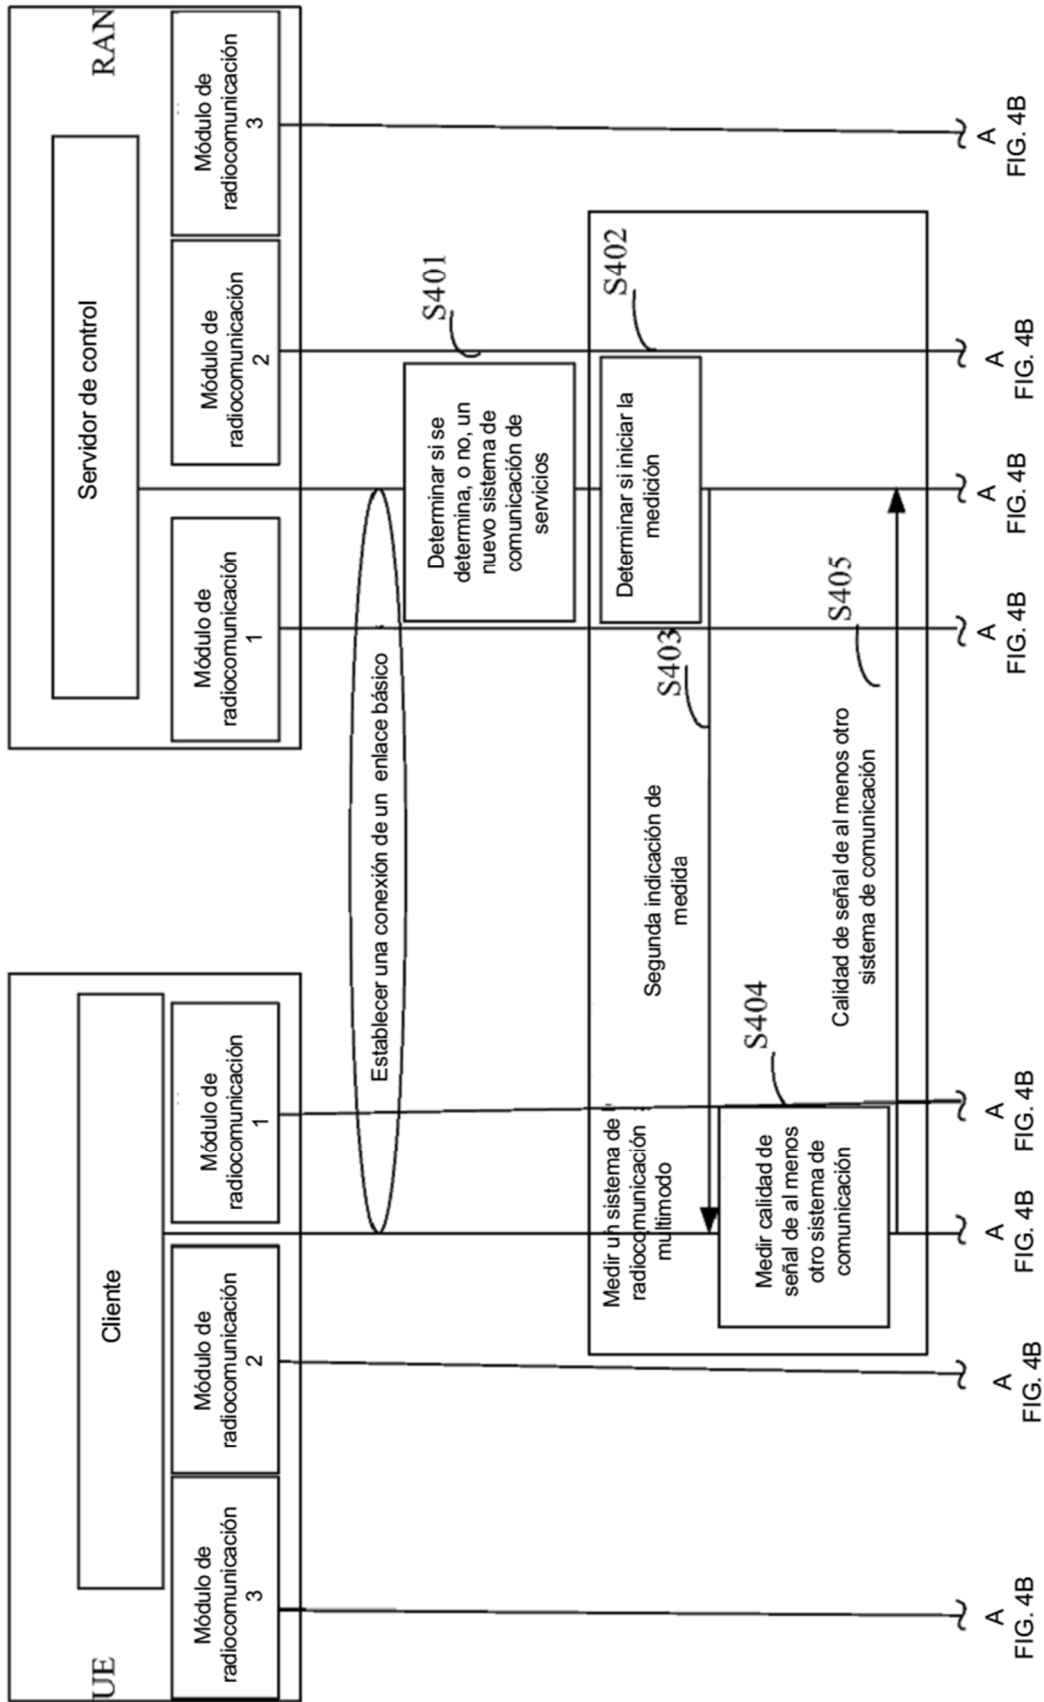 UE
Cliente
Módulo de
radiocomunicación
3
Módulo de
radiocomunicación
2
Módulo de
radiocomunicación
1
RAN
Servidor de control
Módulo de
radiocomunicación
1
Módulo de
radiocomunicación
2
Módulo de
radiocomunicación
3
Establecer una conexión de un enlace básico
S401
Determinar si se
determina, o no, un
nuevo sistema de
comunicación de
servicios
S402
Determinar si iniciar la
medición
Medir un sistema de
radiocomunicación
multimodo
Segunda indicación de
medida
S403
S404
Medir calidad de
señal de al menos
otro sistema de
comunicación
Calidad de señal de al menos otro
sistema de comunicación
S405
A
FIG. 4B
A
FIG. 4B
A
FIG. 4B
A
FIG. 4B
A
FIG. 4B
A
FIG. 4B
A
FIG. 4B
A
FIG. 4B